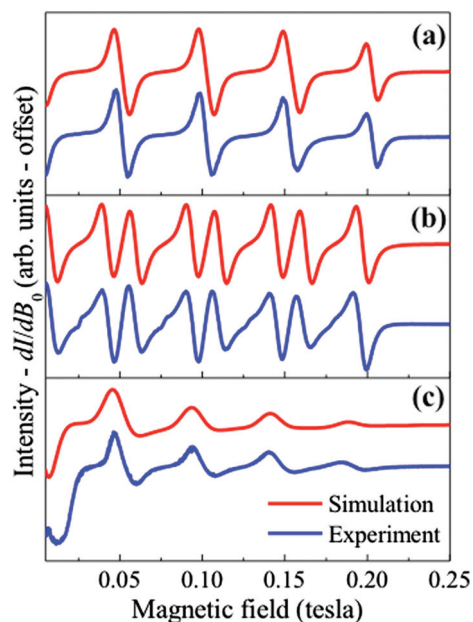 (a)
(b)
(c)
Intensity - dI/dB₀ (arb. units - offset)
Simulation
Experiment
0.05 0.10 0.15 0.20 0.25
Magnetic field (tesla)